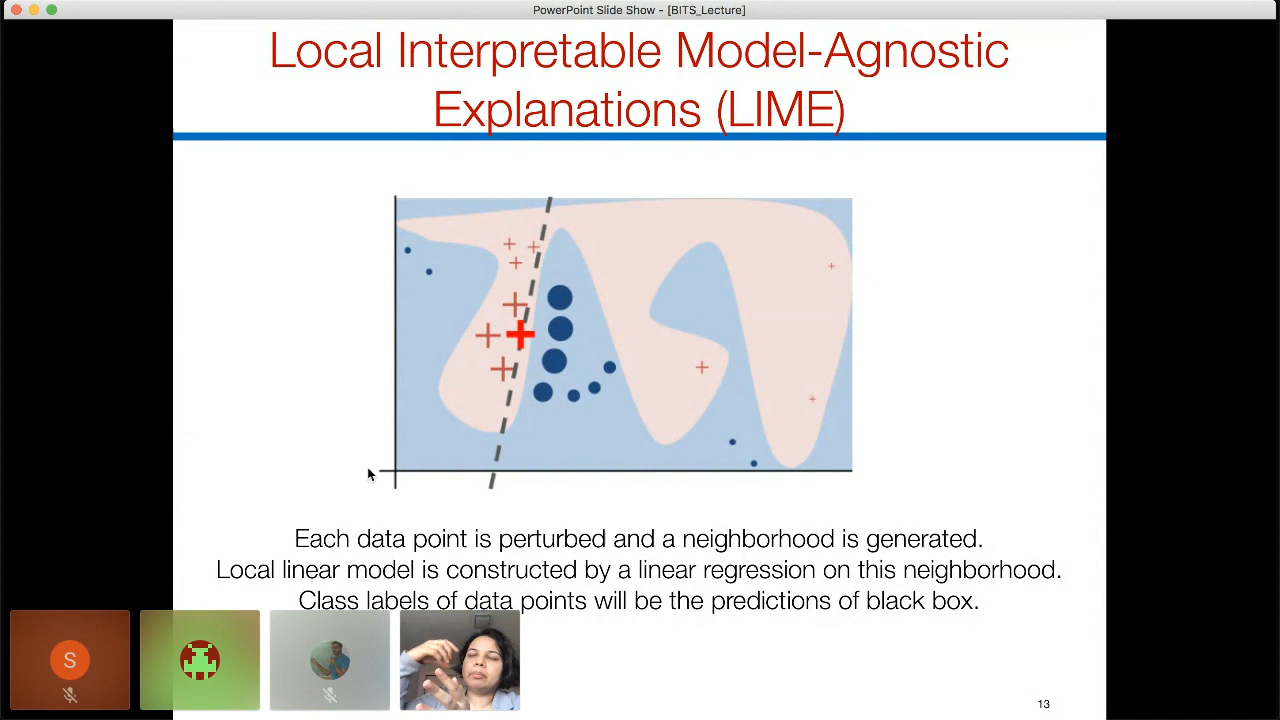 PowerPoint Slide Show - [BITS_Lecture]
Local Interpretable Model-Agnostic
Explanations (LIME)
Each data point is perturbed and a neighborhood is generated.
Local linear model is constructed by a linear regression on this neighborhood.
Class labels of data points will be the predictions of black box.
S
13